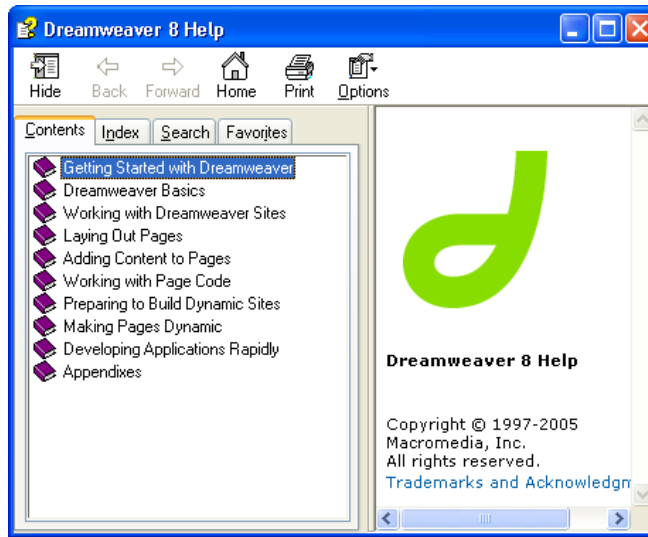 Dreamweaver 8 Help
Hide Back Forward Home Print Options
Contents Index Search Favorites
Getting Started with Dreamweaver
Dreamweaver Basics
Working with Dreamweaver Sites
Laying Out Pages
Adding Content to Pages
Working with Page Code
Preparing to Build Dynamic Sites
Making Pages Dynamic
Developing Applications Rapidly
Appendixes
Dreamweaver 8 Help
Copyright © 1997-2005
Macromedia, Inc.
All rights reserved.
Trademarks and Acknowledgm